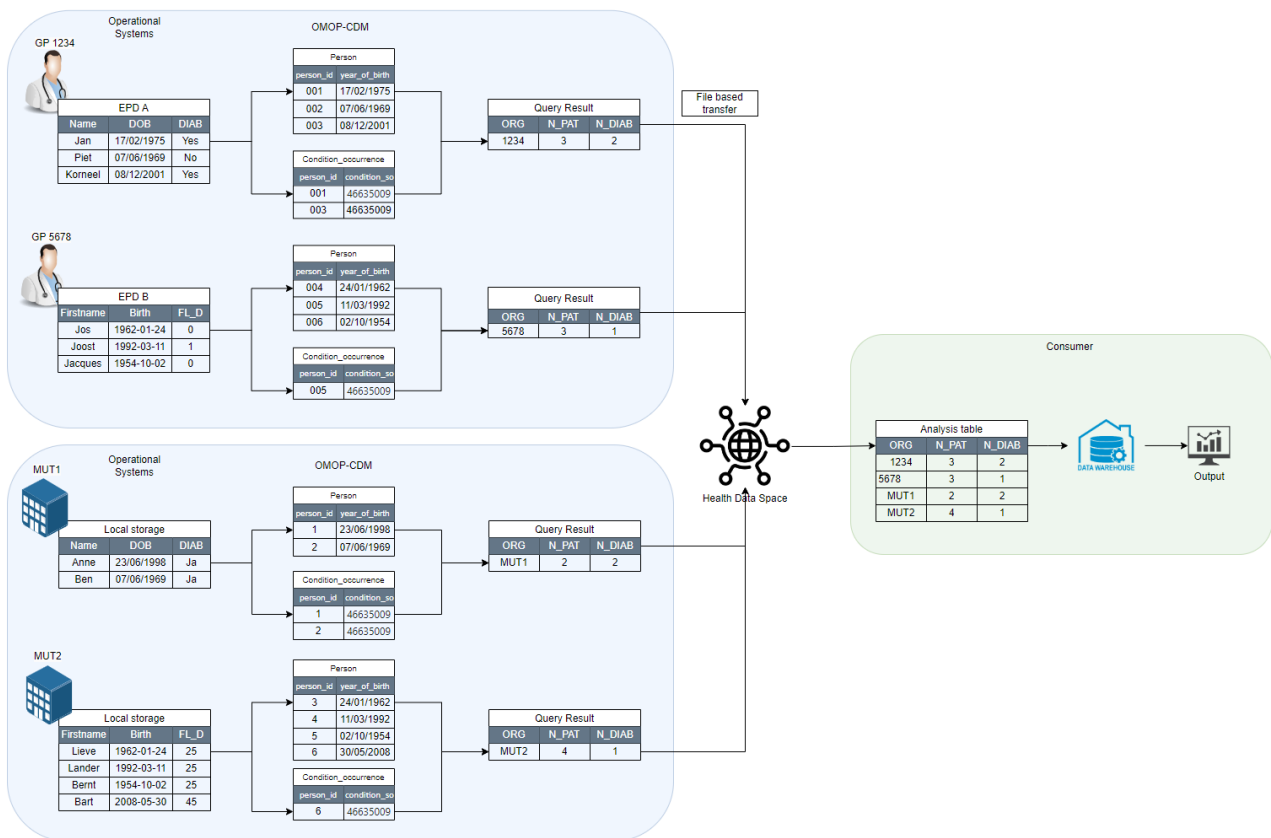 Operational
Systems
OMOP-CDM
GP 1234
EPD A
Name DOB DIAB
Jan 17/02/1975 Yes
Piet 07/06/1969 No
Korneel 08/12/2001 Yes
Person
person_id year_of_birth
001 17/02/1975
002 07/06/1969
003 08/12/2001
Condition_occurrence
person_id condition_so
001 46635009
003 46635009
Query Result
ORG N_PAT N_DIAB
1234 3 2
File based
transfer
GP 5678
EPD B
Firstname Birth FL_D
Jos 1962-01-24 0
Joost 1992-03-11 1
Jacques 1954-10-02 0
Person
person_id year_of_birth
004 24/01/1962
005 11/03/1992
006 02/10/1954
Condition_occurrence
person_id condition_so
005 46635009
Query Result
ORG N_PAT N_DIAB
5678 3 1
Operational
Systems
OMOP-CDM
MUT1
Local storage
Name DOB DIAB
Anne 23/06/1998 Ja
Ben 07/06/1969 Ja
Person
person_id year_of_birth
1 23/06/1998
2 07/06/1969
Condition_occurrence
person_id condition_so
1 46635009
2 46635009
Query Result
ORG N_PAT N_DIAB
MUT1 2 2
MUT2
Local storage
Firstname Birth FL_D
Lieve 1962-01-24 25
Lander 1992-03-11 25
Bernt 1954-10-02 25
Bart 2008-05-30 45
Person
person_id year_of_birth
3 24/01/1962
4 11/03/1992
5 02/10/1954
6 30/05/2008
Condition_occurrence
person_id condition_so
6 46635009
Query Result
ORG N_PAT N_DIAB
MUT2 4 1
Health Data Space
Consumer
Analysis table
ORG N_PAT N_DIAB
1234 3 2
5678 3 1
MUT1 2 2
MUT2 4 1
DATA WAREHOUSE
Output